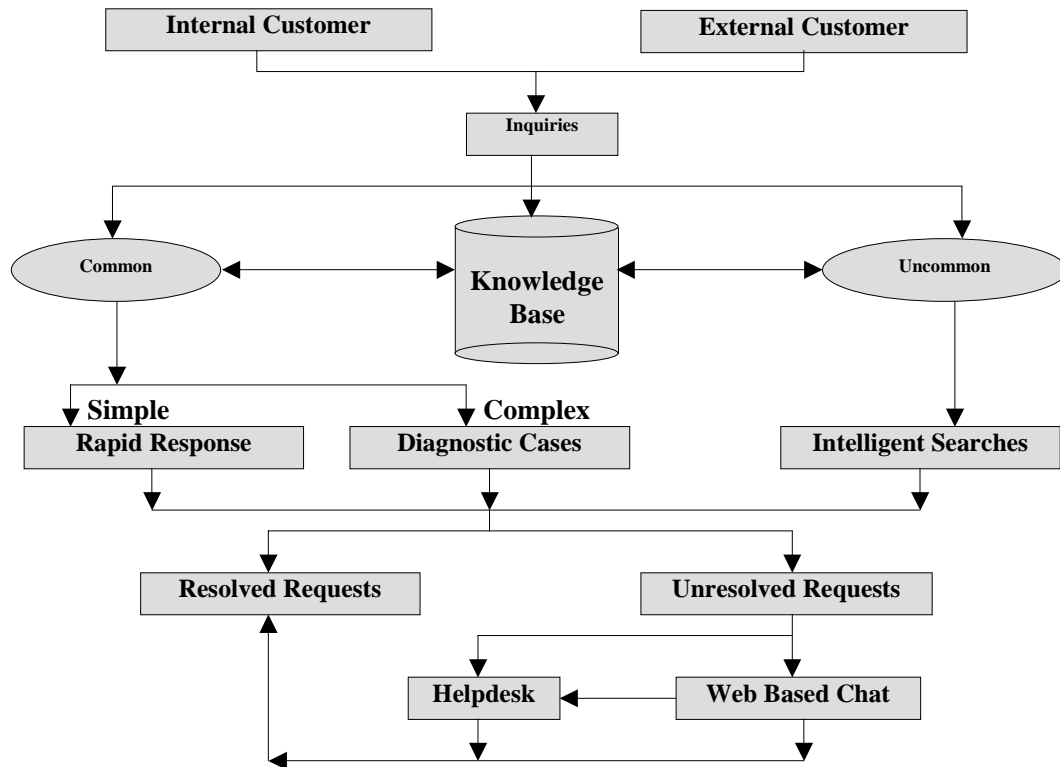 Internal Customer
External Customer
Inquiries
Common
Knowledge
Base
Uncommon
Simple
Complex
Rapid Response
Diagnostic Cases
Intelligent Searches
Resolved Requests
Unresolved Requests
Helpdesk
Web Based Chat